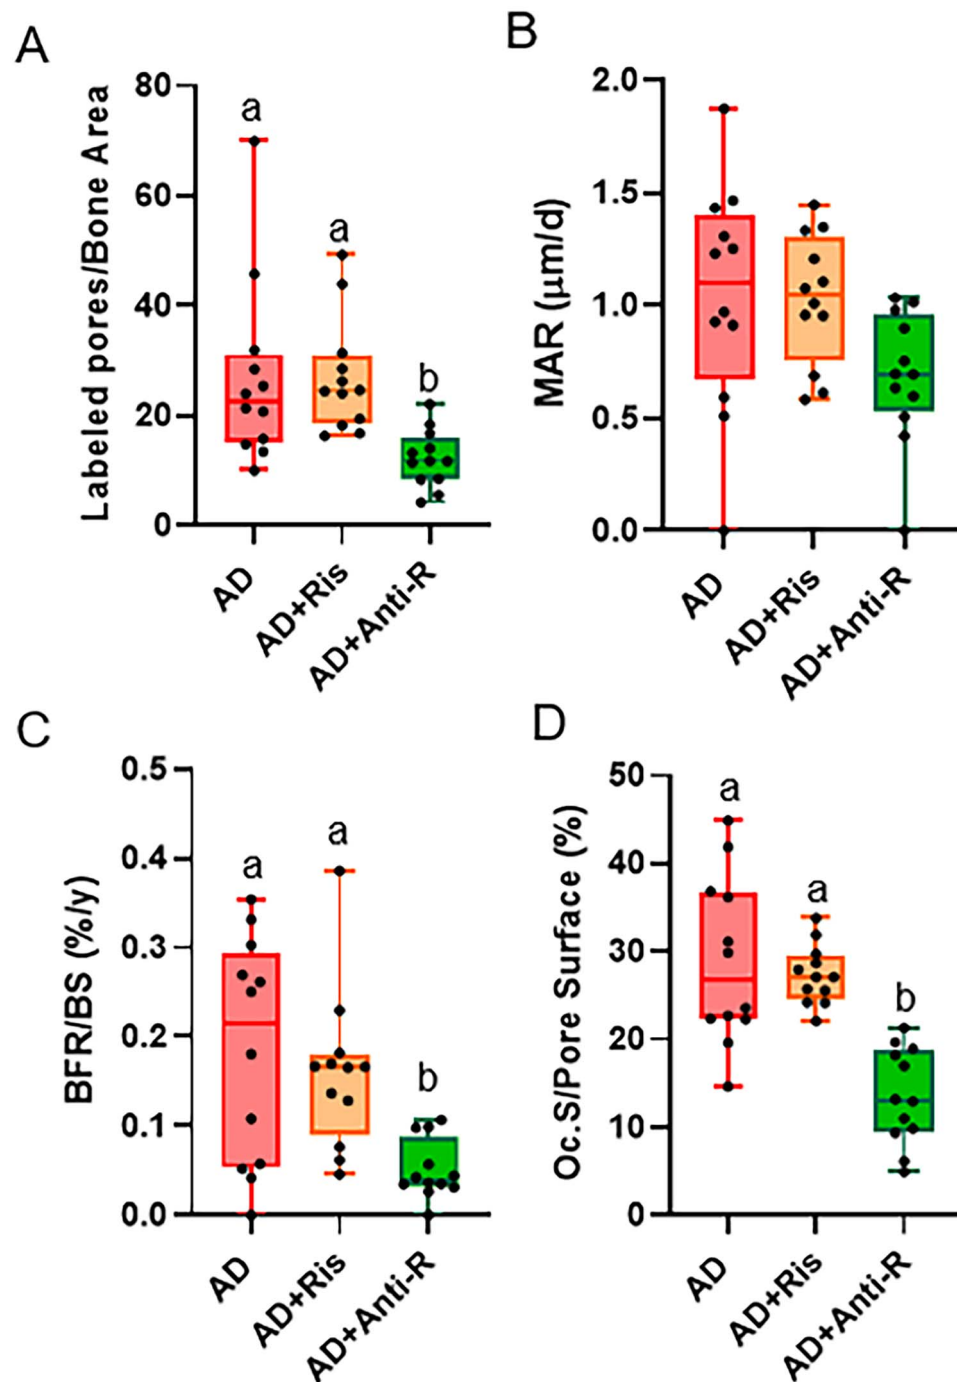 A
Labeled pores/Bone Area
80
60
40
20
0
a
a
b
AD
AD+Ris
AD+Anti-R
B
MAR (μm/d)
2.0
1.5
1.0
0.5
0.0
AD
AD+Ris
AD+Anti-R
C
BFR/BS (%/y)
0.5
0.4
0.3
0.2
0.1
0.0
a
a
b
AD
AD+Ris
AD+Anti-R
D
Oc.S/Pore Surface (%)
50
40
30
20
10
0
a
a
b
AD
AD+Ris
AD+Anti-R